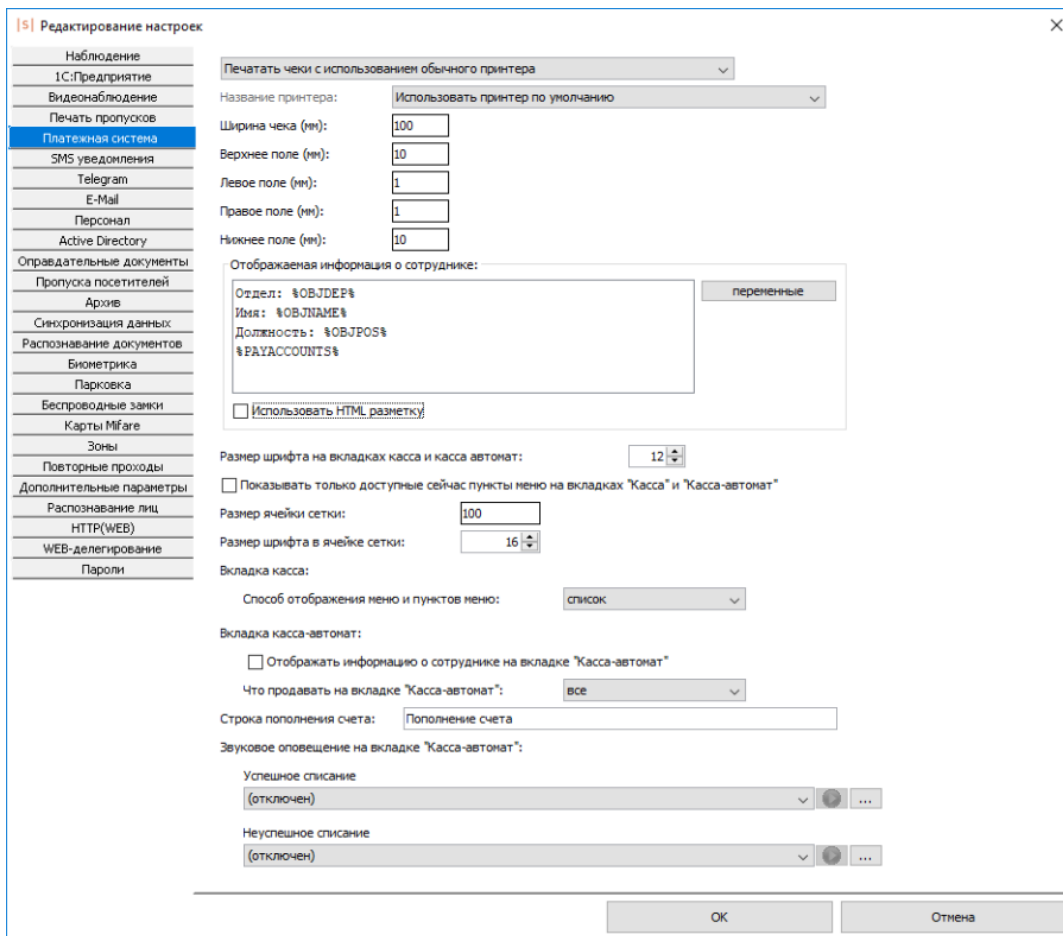 |S| Редактирование настроек
Наблюдение
1С:Предприятие
Видеонаблюдение
Печать пропусков
Платежная система
SMS уведомления
Telegram
E-Mail
Персонал
Active Directory
Оправдательные документы
Пропуска посетителей
Архив
Синхронизация данных
Распознавание документов
Биометрика
Парковка
Беспроводные замки
Карты Mifare
Зоны
Повторные проходы
Дополнительные параметры
Распознавание лиц
HTTP(WEB)
WEB-делегирование
Пароли
Печатать чеки с использованием обычного принтера
Название принтера: Использовать принтер по умолчанию
Ширина чека (мм): 100
Верхнее поле (мм): 10
Левое поле (мм): 1
Правое поле (мм): 1
Нижнее поле (мм): 10
Отображаемая информация о сотруднике:
Отдел: %OBJDEP%
Имя: %OBJNAME%
Должность: %OBJPOS%
%PAYACCOUNTS%
переменные
Использовать HTML разметку
Размер шрифта на вкладках касса и касса автомат: 12
Показывать только доступные сейчас пункты меню на вкладках "Касса" и "Касса-автомат"
Размер ячейки сетки: 100
Размер шрифта в ячейке сетки: 16
Вкладка касса:
Способ отображения меню и пунктов меню: список
Вкладка касса-автомат:
Отображать информацию о сотруднике на вкладке "Касса-автомат"
Что продавать на вкладке "Касса-автомат": все
Строка пополнения счета: Пополнение счета
Звуковое оповещение на вкладке "Касса-автомат":
Успешное списание
(отключен) ...
Неуспешное списание
(отключен) ...
ОК Отмена